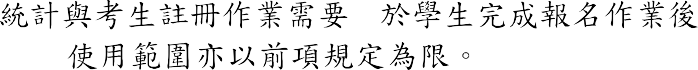 統計與考生註冊作業需要　於學生完成報名作業後
使用範圍亦以前項規定為限。